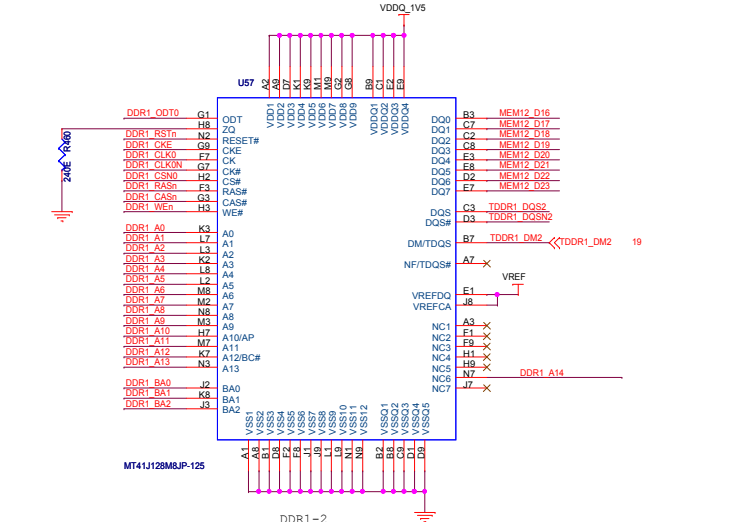 VDDQ_1V5
U57
A2 A9 D7 K1 K9 M1 M9 G2 G8 B9 C1 E2 E9
VDD1 VDD2 VDD3 VDD4 VDD5 VDD6 VDD7 VDD8 VDD9 VDDQ1 VDDQ2 VDDQ3 VDDQ4
DDR1_ODT0 G1 ODT
H8 ZQ
DDR1_RSTn N2 RESET#
DDR1_CKE G9 CKE
DDR1_CLK0 F7 CK
DDR1_CLK0N G7 CK#
DDR1_CSN0 H2 CS#
DDR1_RASn F3 RAS#
DDR1_CASn G3 CAS#
DDR1_WEn H3 WE#
240E R460
DDR1_A0 K3 A0
DDR1_A1 L7 A1
DDR1_A2 L3 A2
DDR1_A3 K2 A3
DDR1_A4 L8 A4
DDR1_A5 L2 A5
DDR1_A6 M8 A6
DDR1_A7 M2 A7
DDR1_A8 N8 A8
DDR1_A9 M3 A9
DDR1_A10 H7 A10/AP
DDR1_A11 M7 A11
DDR1_A12 K7 A12/BC#
DDR1_A13 N3 A13
DDR1_BA0 J2 BA0
DDR1_BA1 K8 BA1
DDR1_BA2 J3 BA2
DQ0 B3 MEM12_D16
DQ1 C7 MEM12_D17
DQ2 C2 MEM12_D18
DQ3 C8 MEM12_D19
DQ4 E3 MEM12_D20
DQ5 E8 MEM12_D21
DQ6 D2 MEM12_D22
DQ7 E7 MEM12_D23
DQS C3 TDDR1_DQS2
DQS# D3 TDDR1_DQSN2
DM/TDQS B7 TDDR1_DM2 TDDR1_DM2 19
NF/TDQS# A7
VREF
VREFDQ E1
VREFCA J8
NC1 A3
NC2 F1
NC3 F9
NC4 H1
NC5 H9
NC6 N7 DDR1_A14
NC7 J7
VSS1 VSS2 VSS3 VSS4 VSS5 VSS6 VSS7 VSS8 VSS9 VSS10 VSS11 VSS12 VSSQ1 VSSQ2 VSSQ3 VSSQ4 VSSQ5
A1 A8 B1 D8 F2 F8 J1 J9 L1 L9 N1 N9 B2 B8 C9 D1 D9
MT41J128M8JP-125
DDR1-2